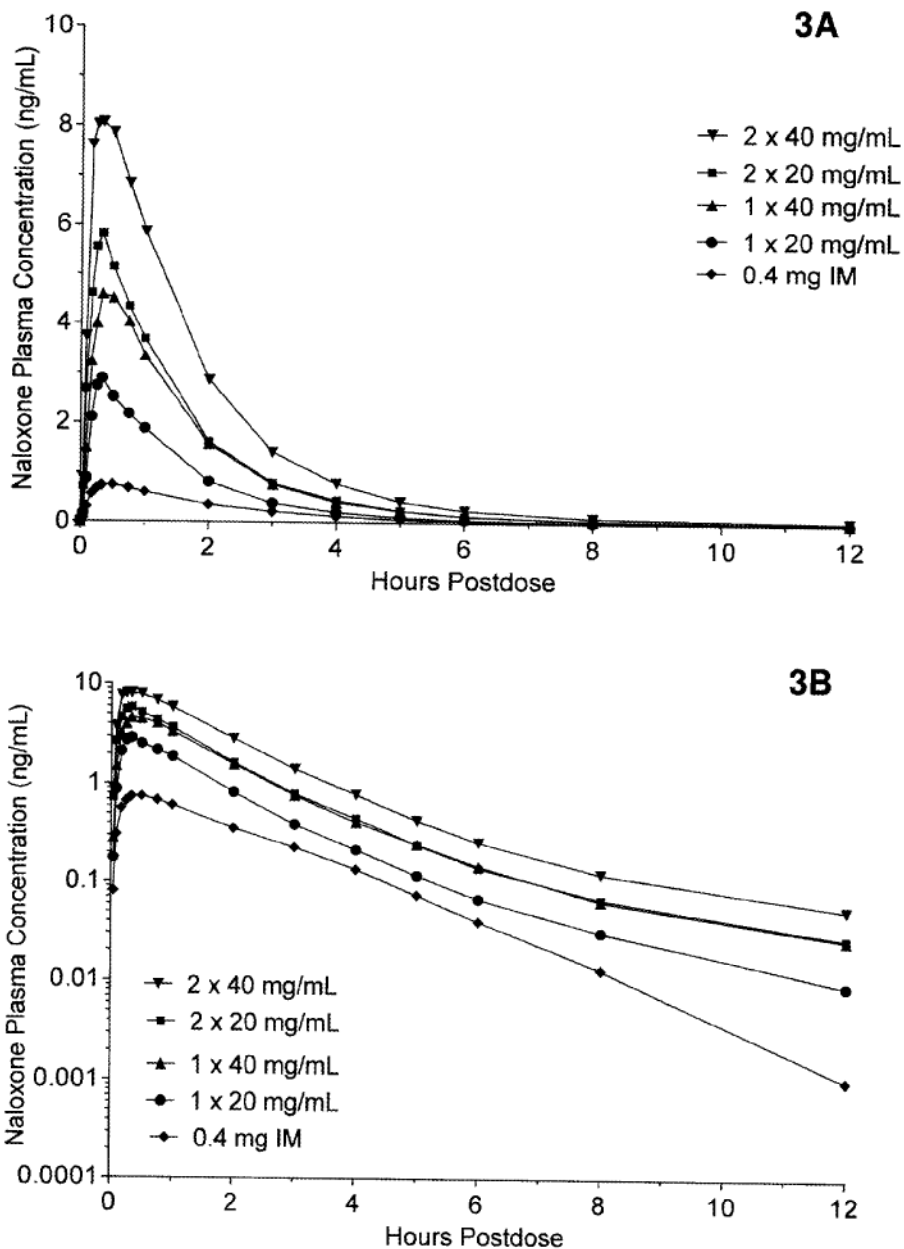 3A
Naloxone Plasma Concentration (ng/mL)
10
8
6
4
2
0
2 x 40 mg/mL
2 x 20 mg/mL
1 x 40 mg/mL
1 x 20 mg/mL
0.4 mg IM
0 2 4 6 8 10 12
Hours Postdose
3B
Naloxone Plasma Concentration (ng/mL)
10
1
0.1
0.01
0.001
0.0001
2 x 40 mg/mL
2 x 20 mg/mL
1 x 40 mg/mL
1 x 20 mg/mL
0.4 mg IM
0 2 4 6 8 10 12
Hours Postdose